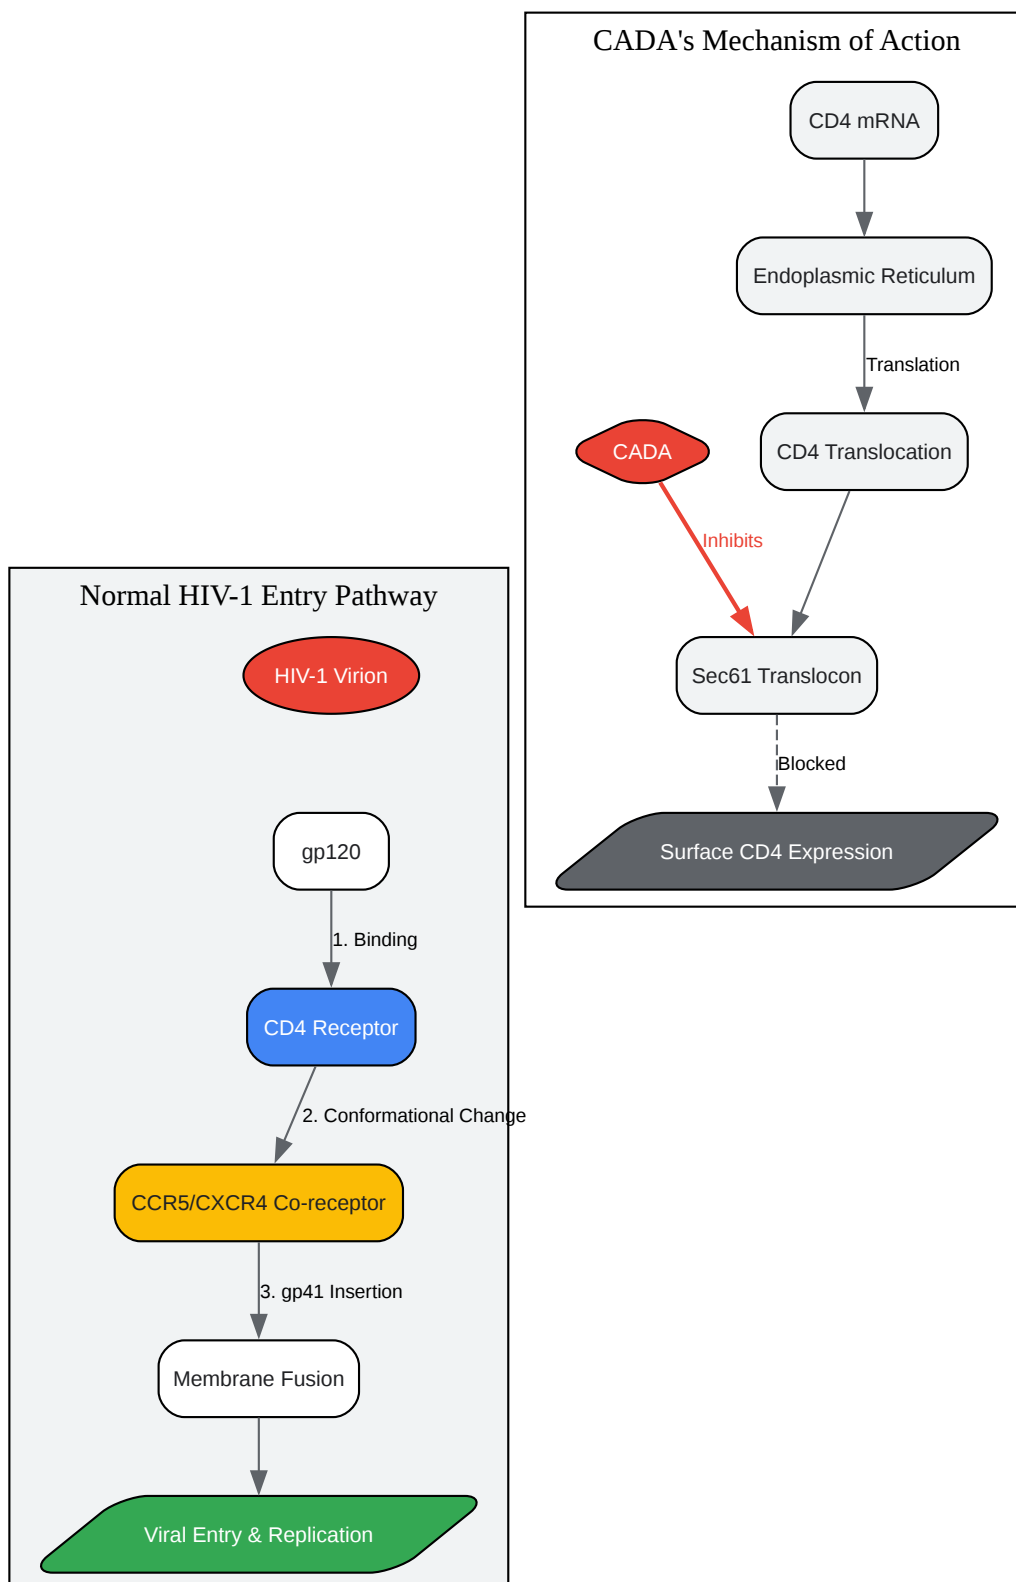 CADA's Mechanism of Action
CD4 mRNA
Endoplasmic Reticulum
Translation
CADA
CD4 Translocation
Inhibits
Sec61 Translocon
Blocked
Surface CD4 Expression
Normal HIV-1 Entry Pathway
HIV-1 Virion
gp120
1. Binding
CD4 Receptor
2. Conformational Change
CCR5/CXCR4 Co-receptor
3. gp41 Insertion
Membrane Fusion
Viral Entry & Replication